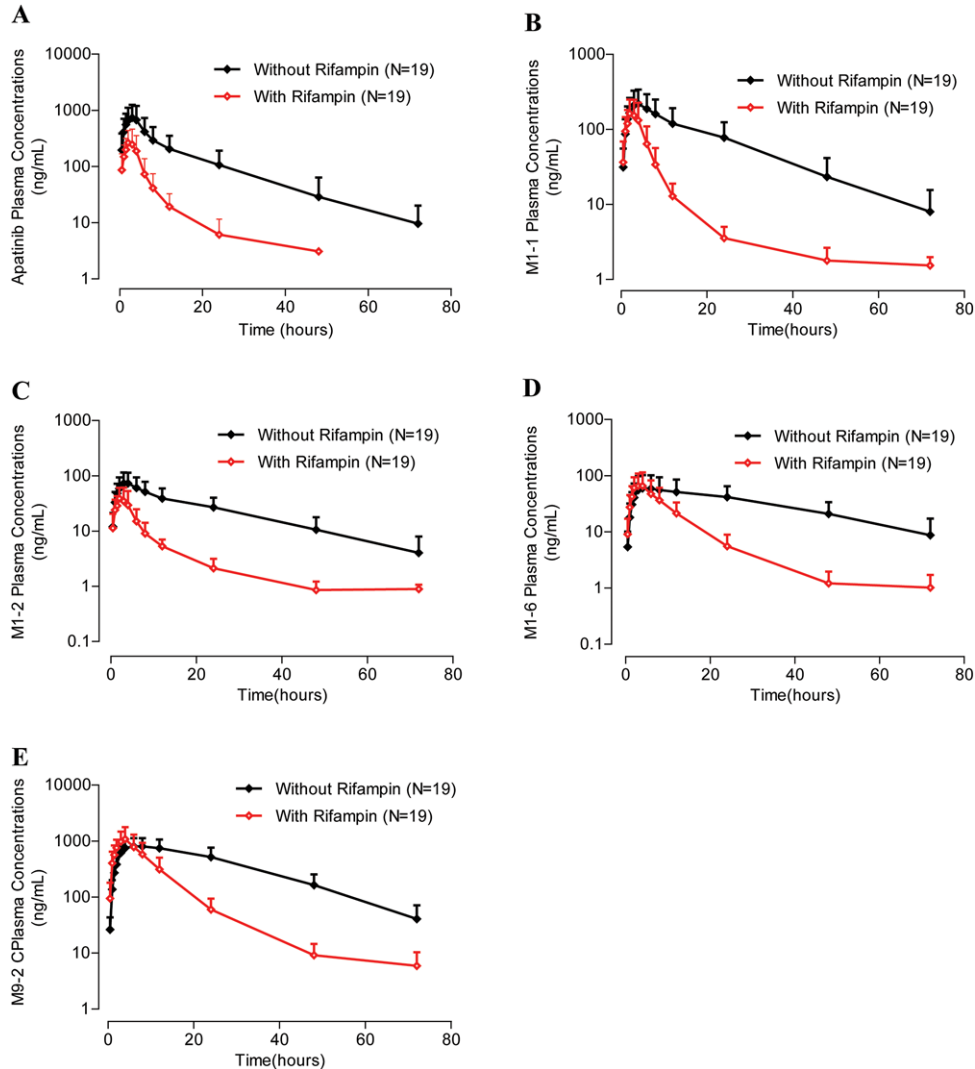 A
10000
1000
100
10
1
Apatinib Plasma Concentrations
(ng/mL)
Without Rifampin (N=19)
With Rifampin (N=19)
0
20
40
60
80
Time (hours)
B
1000
100
10
1
M1-1 Plasma Concentrations
(ng/mL)
Without Rifampin (N=19)
With Rifampin (N=19)
0
20
40
60
80
Time(hours)
C
1000
100
10
1
0.1
M1-2 Plasma Concentrations
(ng/mL)
Without Rifampin (N=19)
With Rifampin (N=19)
0
20
40
60
80
Time(hours)
D
1000
100
10
1
0.1
M1-6 Plasma Concentrations
(ng/mL)
Without Rifampin (N=19)
With Rifampin (N=19)
0
20
40
60
80
Time(hours)
E
10000
1000
100
10
1
M9-2 CPlasma Concentrations
(ng/mL)
Without Rifampin (N=19)
With Rifampin (N=19)
0
20
40
60
80
Time(hours)